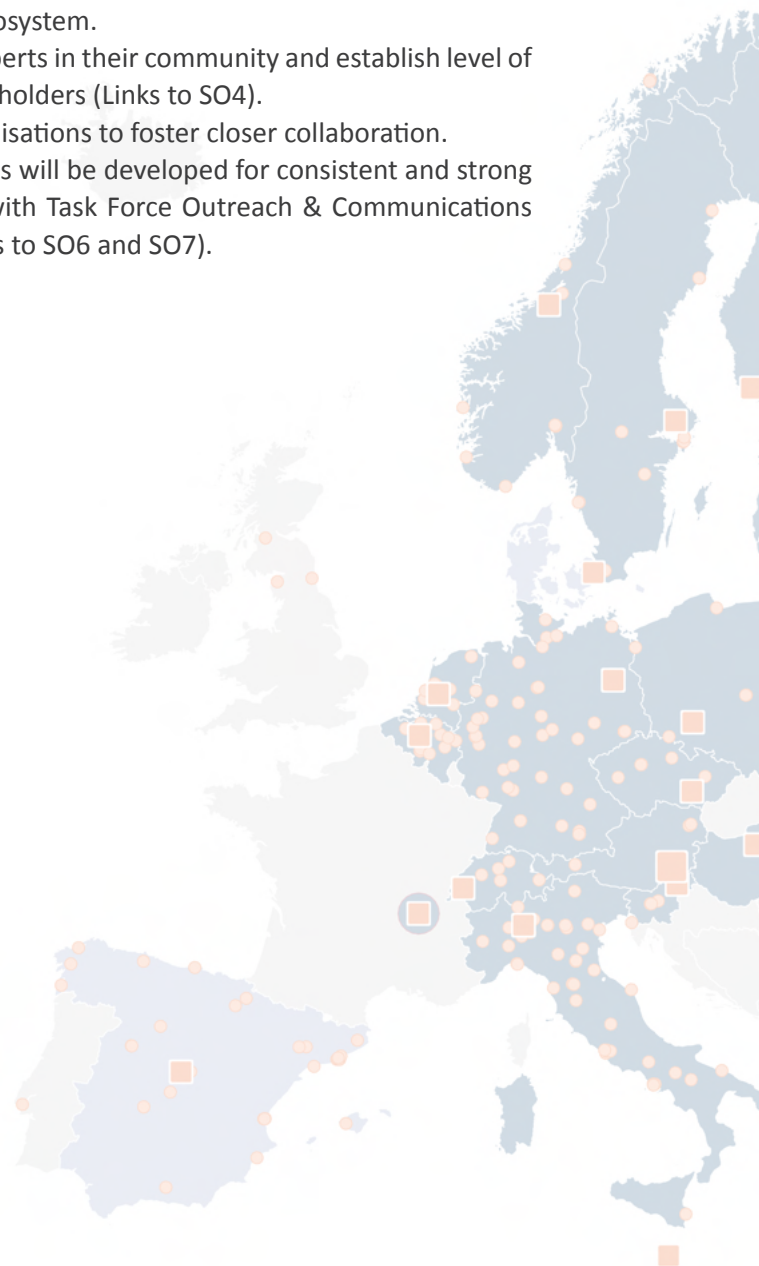 osystem.
perts in their community and establish level of
holders (Links to SO4).
isations to foster closer collaboration.
s will be developed for consistent and strong
with Task Force Outreach & Communications
s to SO6 and SO7).